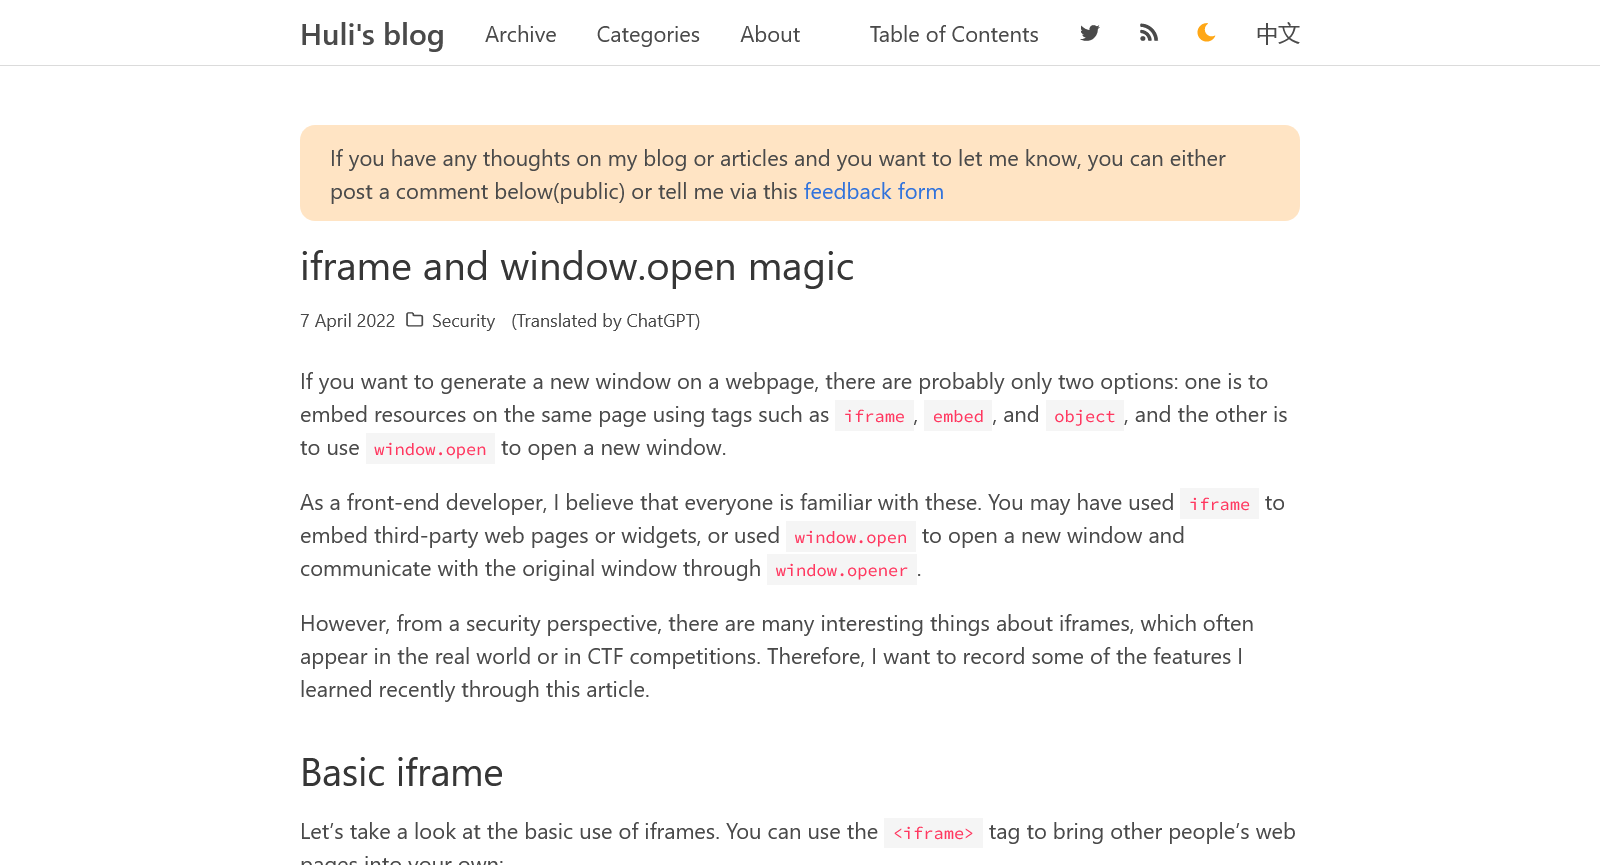 Huli's blog Archive Categories About Table of Contents 中文
If you have any thoughts on my blog or articles and you want to let me know, you can either
post a comment below(public) or tell me via this feedback form
iframe and window.open magic
7 April 2022 Security (Translated by ChatGPT)
If you want to generate a new window on a webpage, there are probably only two options: one is to
embed resources on the same page using tags such as iframe, embed, and object, and the other is
to use window.open to open a new window.
As a front-end developer, I believe that everyone is familiar with these. You may have used iframe to
embed third-party web pages or widgets, or used window.open to open a new window and
communicate with the original window through window.opener.
However, from a security perspective, there are many interesting things about iframes, which often
appear in the real world or in CTF competitions. Therefore, I want to record some of the features I
learned recently through this article.
Basic iframe
Let’s take a look at the basic use of iframes. You can use the <iframe> tag to bring other people’s web
pages into your own: